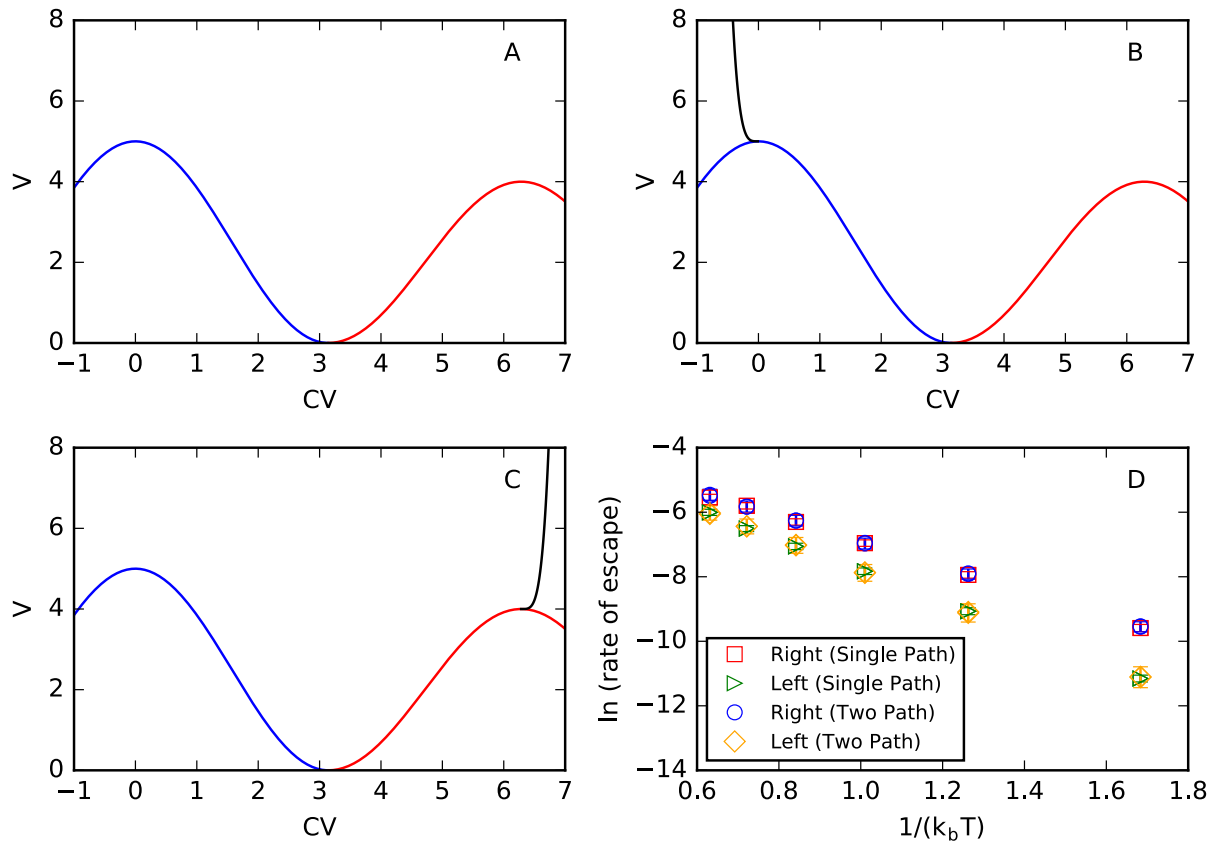 8
6
4
2
0
V
A
−1 0 1 2 3 4 5 6 7
CV
8
6
4
2
0
V
B
−1 0 1 2 3 4 5 6 7
CV
8
6
4
2
0
V
C
−1 0 1 2 3 4 5 6 7
CV
−4
−6
−8
−10
−12
−14
ln (rate of escape)
D
Right (Single Path)
Left (Single Path)
Right (Two Path)
Left (Two Path)
0.6 0.8 1.0 1.2 1.4 1.6 1.8
1/(k_bT)